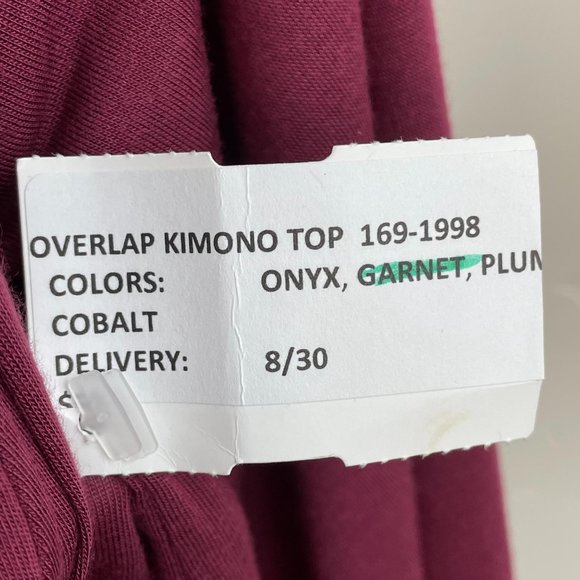 OVERLAP KIMONO TOP 169-1998
COLORS: ONYX, GARNET, PLUM
COBALT
DELIVERY: 8/30
$